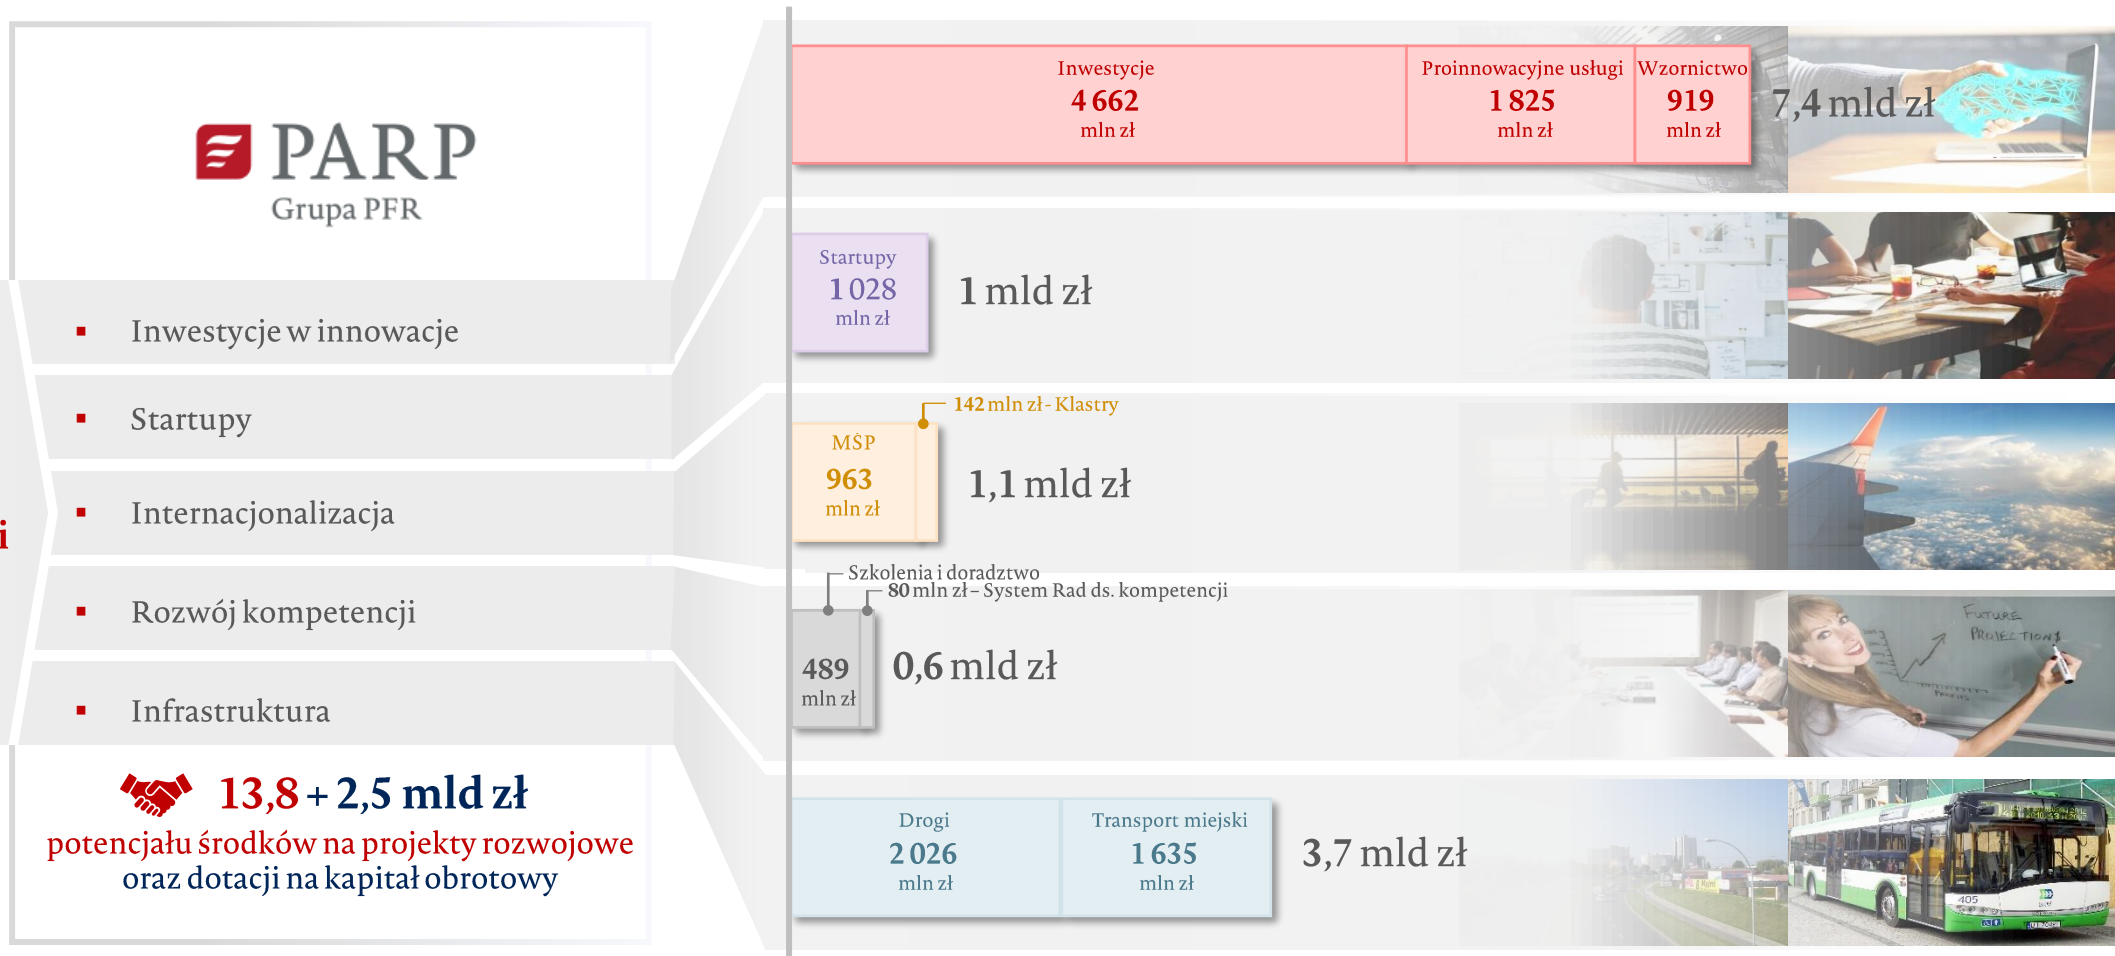 PARP
Grupa PFR
i
Inwestycje w innowacje
Startupy
Internacjonalizacja
Rozwój kompetencji
Infrastruktura
13,8 + 2,5 mld zł
potencjału środków na projekty rozwojowe
oraz dotacji na kapitał obrotowy
Inwestycje
4 662
mln zł
Proinnowacyjne usługi
1 825
mln zł
Wzornictwo
919
mln zł
7,4 mld zł
Startupy
1 028
mln zł
1 mld zł
142 mln zł - Klastry
MŚP
963
mln zł
1,1 mld zł
Szkolenia i doradztwo
80 mln zł – System Rad ds. kompetencji
489
mln zł
0,6 mld zł
FUTURE
PROJECTIONS
PROFITS
Drogi
2 026
mln zł
Transport miejski
1 635
mln zł
3,7 mld zł
405